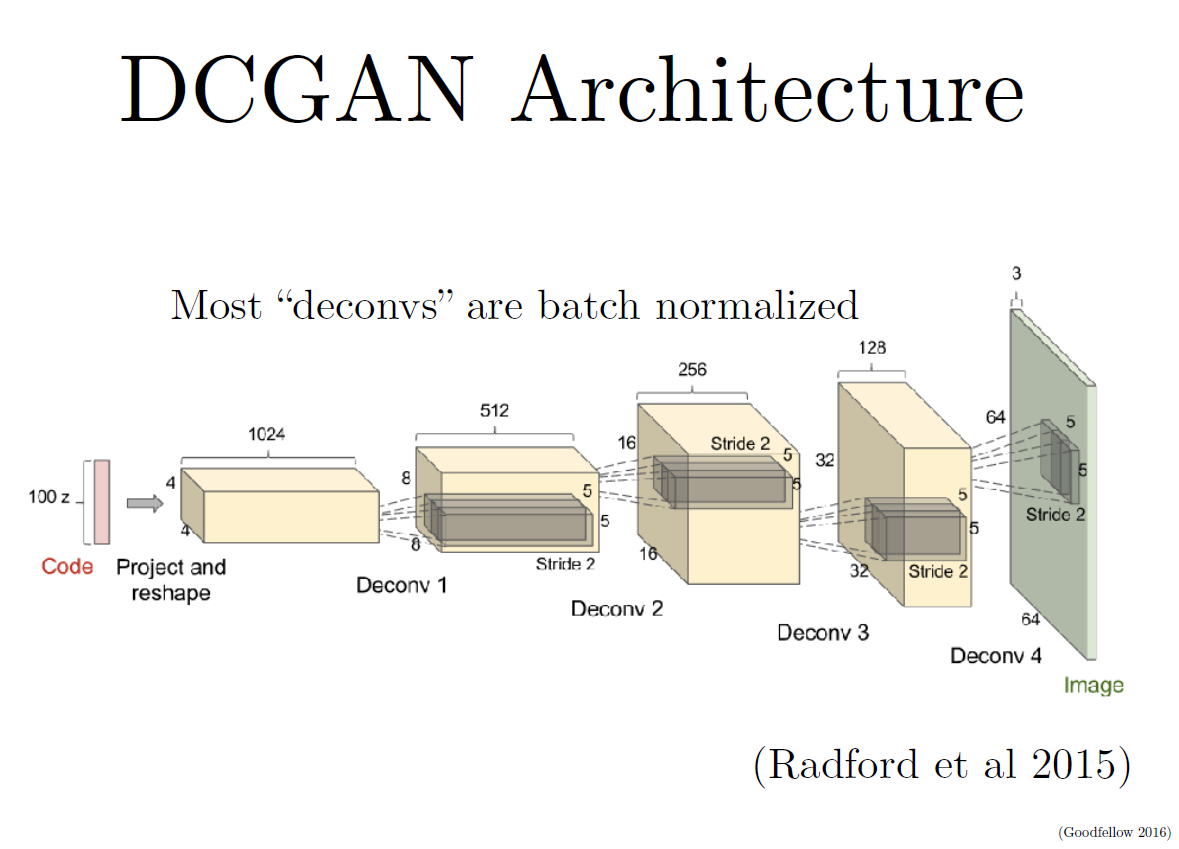 DCGAN Architecture
Most “deconvs” are batch normalized
3
128
256
512
1024
64
16
Stride 2
5
5
32
5
5
8
4
5
5
5
5
100 z
4
8
16
32
64
Stride 2
Stride 2
Stride 2
Code
Project and
reshape
Deconv 1
Deconv 2
Deconv 3
Deconv 4
Image
(Radford et al 2015)
(Goodfellow 2016)